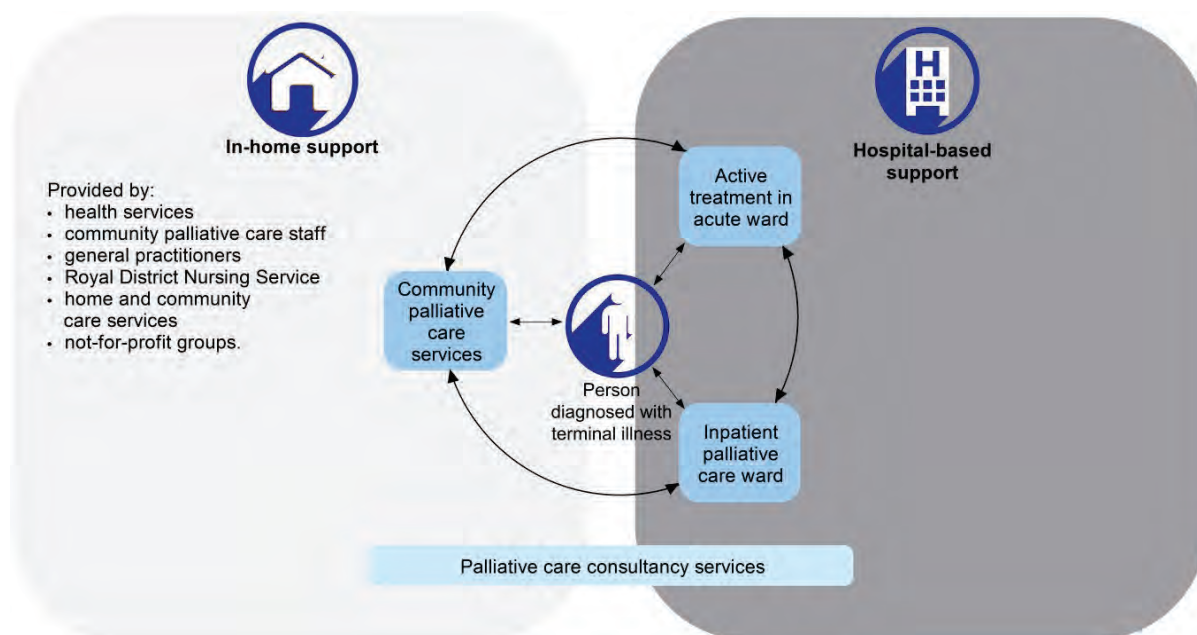 In-home support
Provided by:
• health services
• community palliative care staff
• general practitioners
• Royal District Nursing Service
• home and community
care services
• not-for-profit groups.
H
Hospital-based
support
Active
treatment in
acute ward
Community
palliative
care
services
Person
diagnosed with
terminal illness
Inpatient
palliative
care ward
Palliative care consultancy services